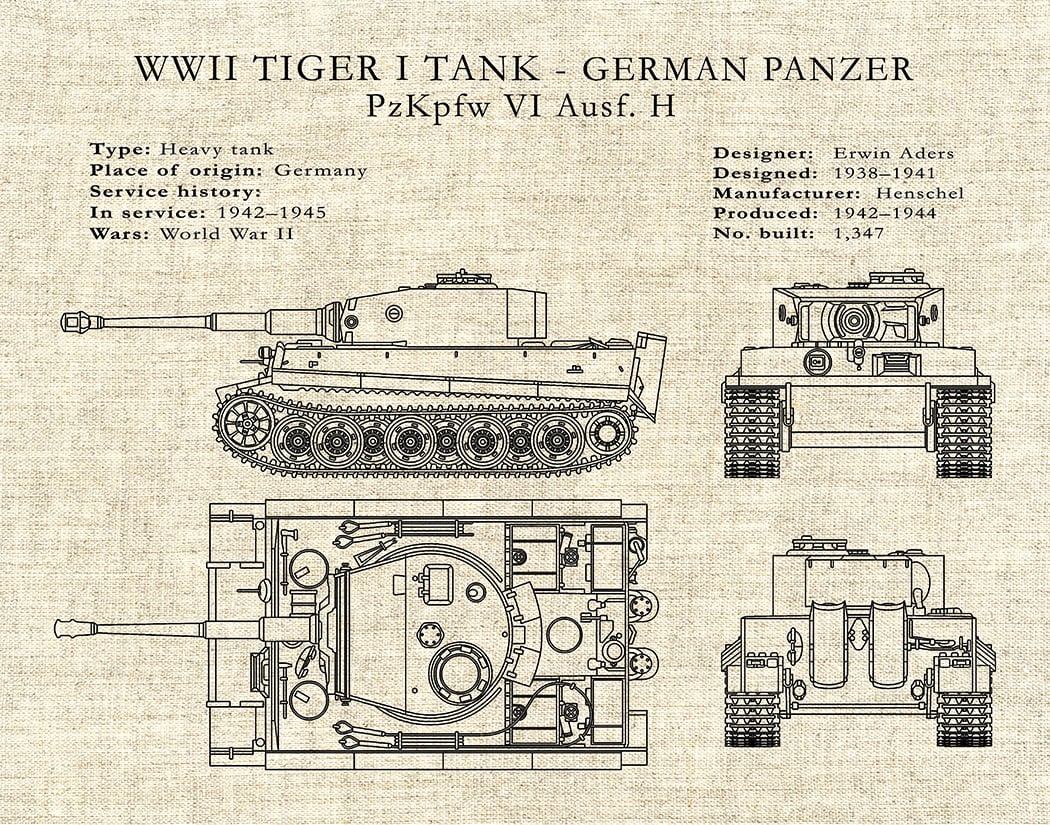 WWII TIGER I TANK - GERMAN PANZER
PzKpfw VI Ausf. H
Type: Heavy tank
Place of origin: Germany
Service history:
In service: 1942–1945
Wars: World War II
Designer: Erwin Aders
Designed: 1938–1941
Manufacturer: Henschel
Produced: 1942–1944
No. built: 1,347